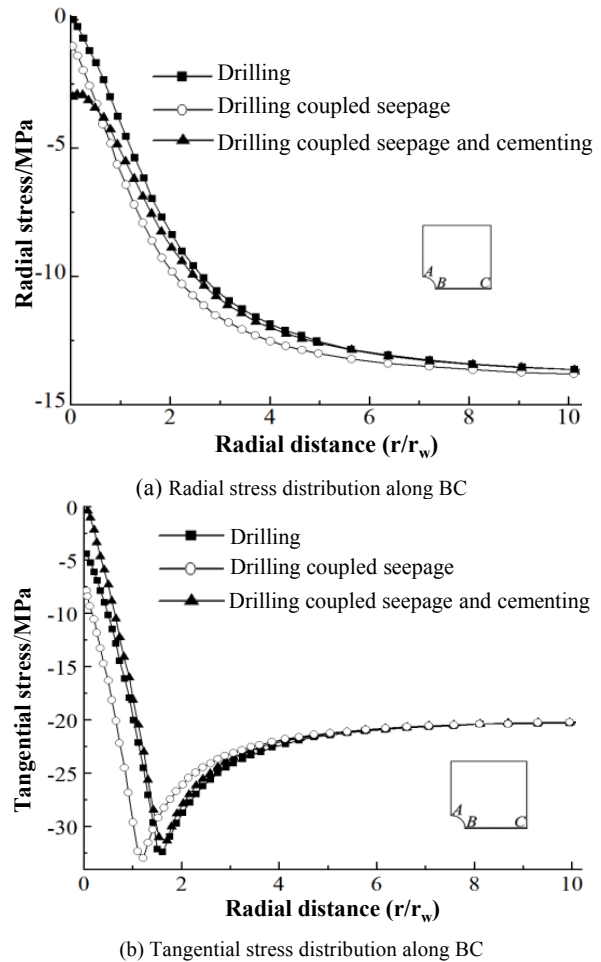 0
-5
-10
-15
Radial stress/MPa
Drilling
Drilling coupled seepage
Drilling coupled seepage and cementing
A
B
C
0 2 4 6 8 10
Radial distance (r/rw)
(a) Radial stress distribution along BC
0
-5
-10
-15
-20
-25
-30
Tangential stress/MPa
Drilling
Drilling coupled seepage
Drilling coupled seepage and cementing
A
B
C
0 2 4 6 8 10
Radial distance (r/rw)
(b) Tangential stress distribution along BC